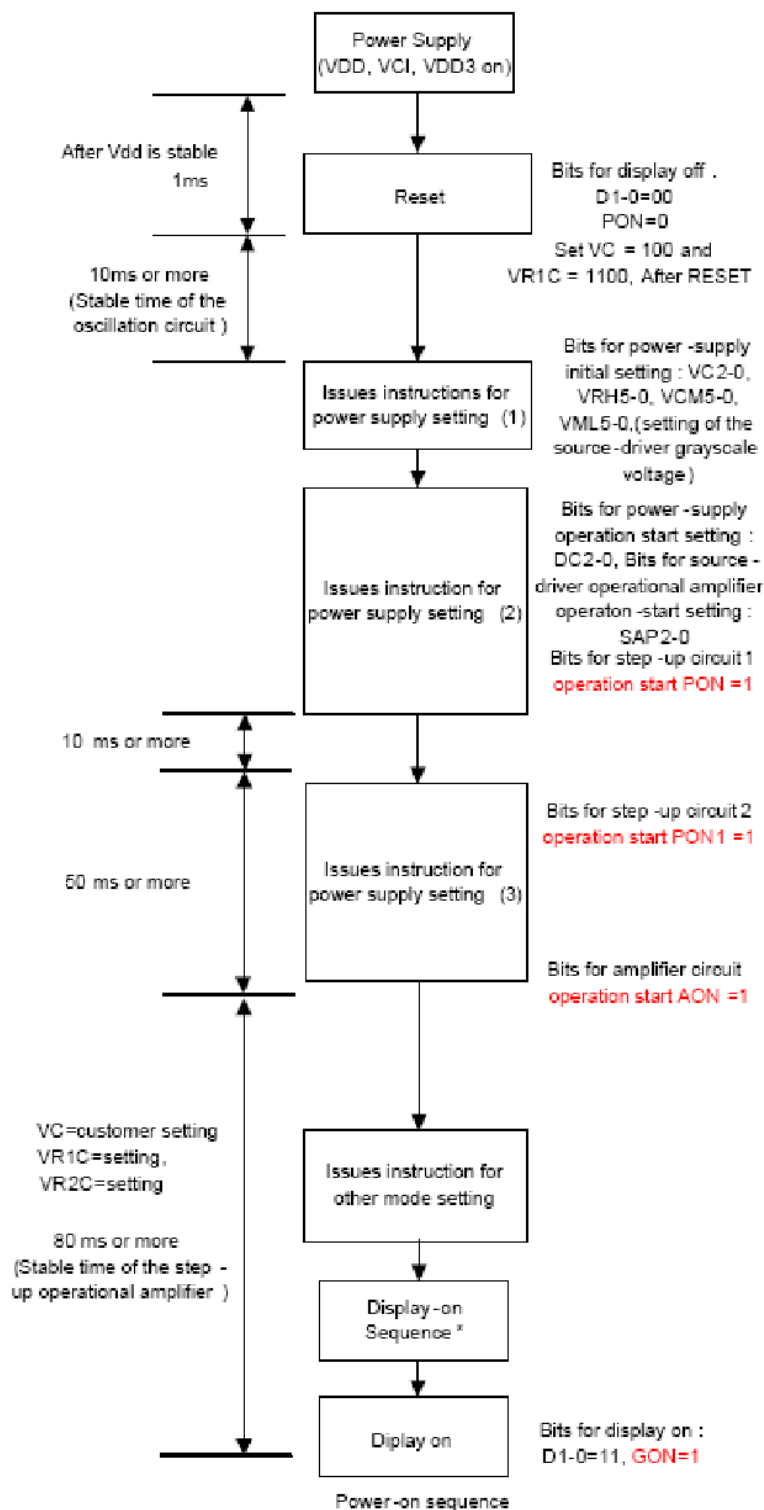 Power Supply
(VDD, VCI, VDD3 on)
After Vdd is stable
1ms
Reset
Bits for display off .
D1-0=00
PON=0
Set VC = 100 and
VR1C = 1100, After RESET
10ms or more
(Stable time of the
oscillation circuit )
Issues instructions for
power supply setting (1)
Bits for power -supply
initial setting : VC2-0,
VRH5-0, VCM5-0,
VML5-0,(setting of the
source -driver grayscale
voltage )
Issues instruction for
power supply setting (2)
Bits for power -supply
operation start setting :
DC2-0, Bits for source -
driver operational amplifier
operaton -start setting :
SAP2-0
Bits for step -up circuit 1
operation start PON =1
10 ms or more
50 ms or more
Issues instruction for
power supply setting (3)
Bits for step -up circuit 2
operation start PON1 =1
Bits for amplifier circuit
operation start AON =1
VC=customer setting
VR1C=setting,
VR2C=setting
80 ms or more
(Stable time of the step -
up operational amplifier )
Issues instruction for
other mode setting
Display -on
Sequence *
Diplay on
Bits for display on :
D1-0=11, GON=1
Power -on sequence